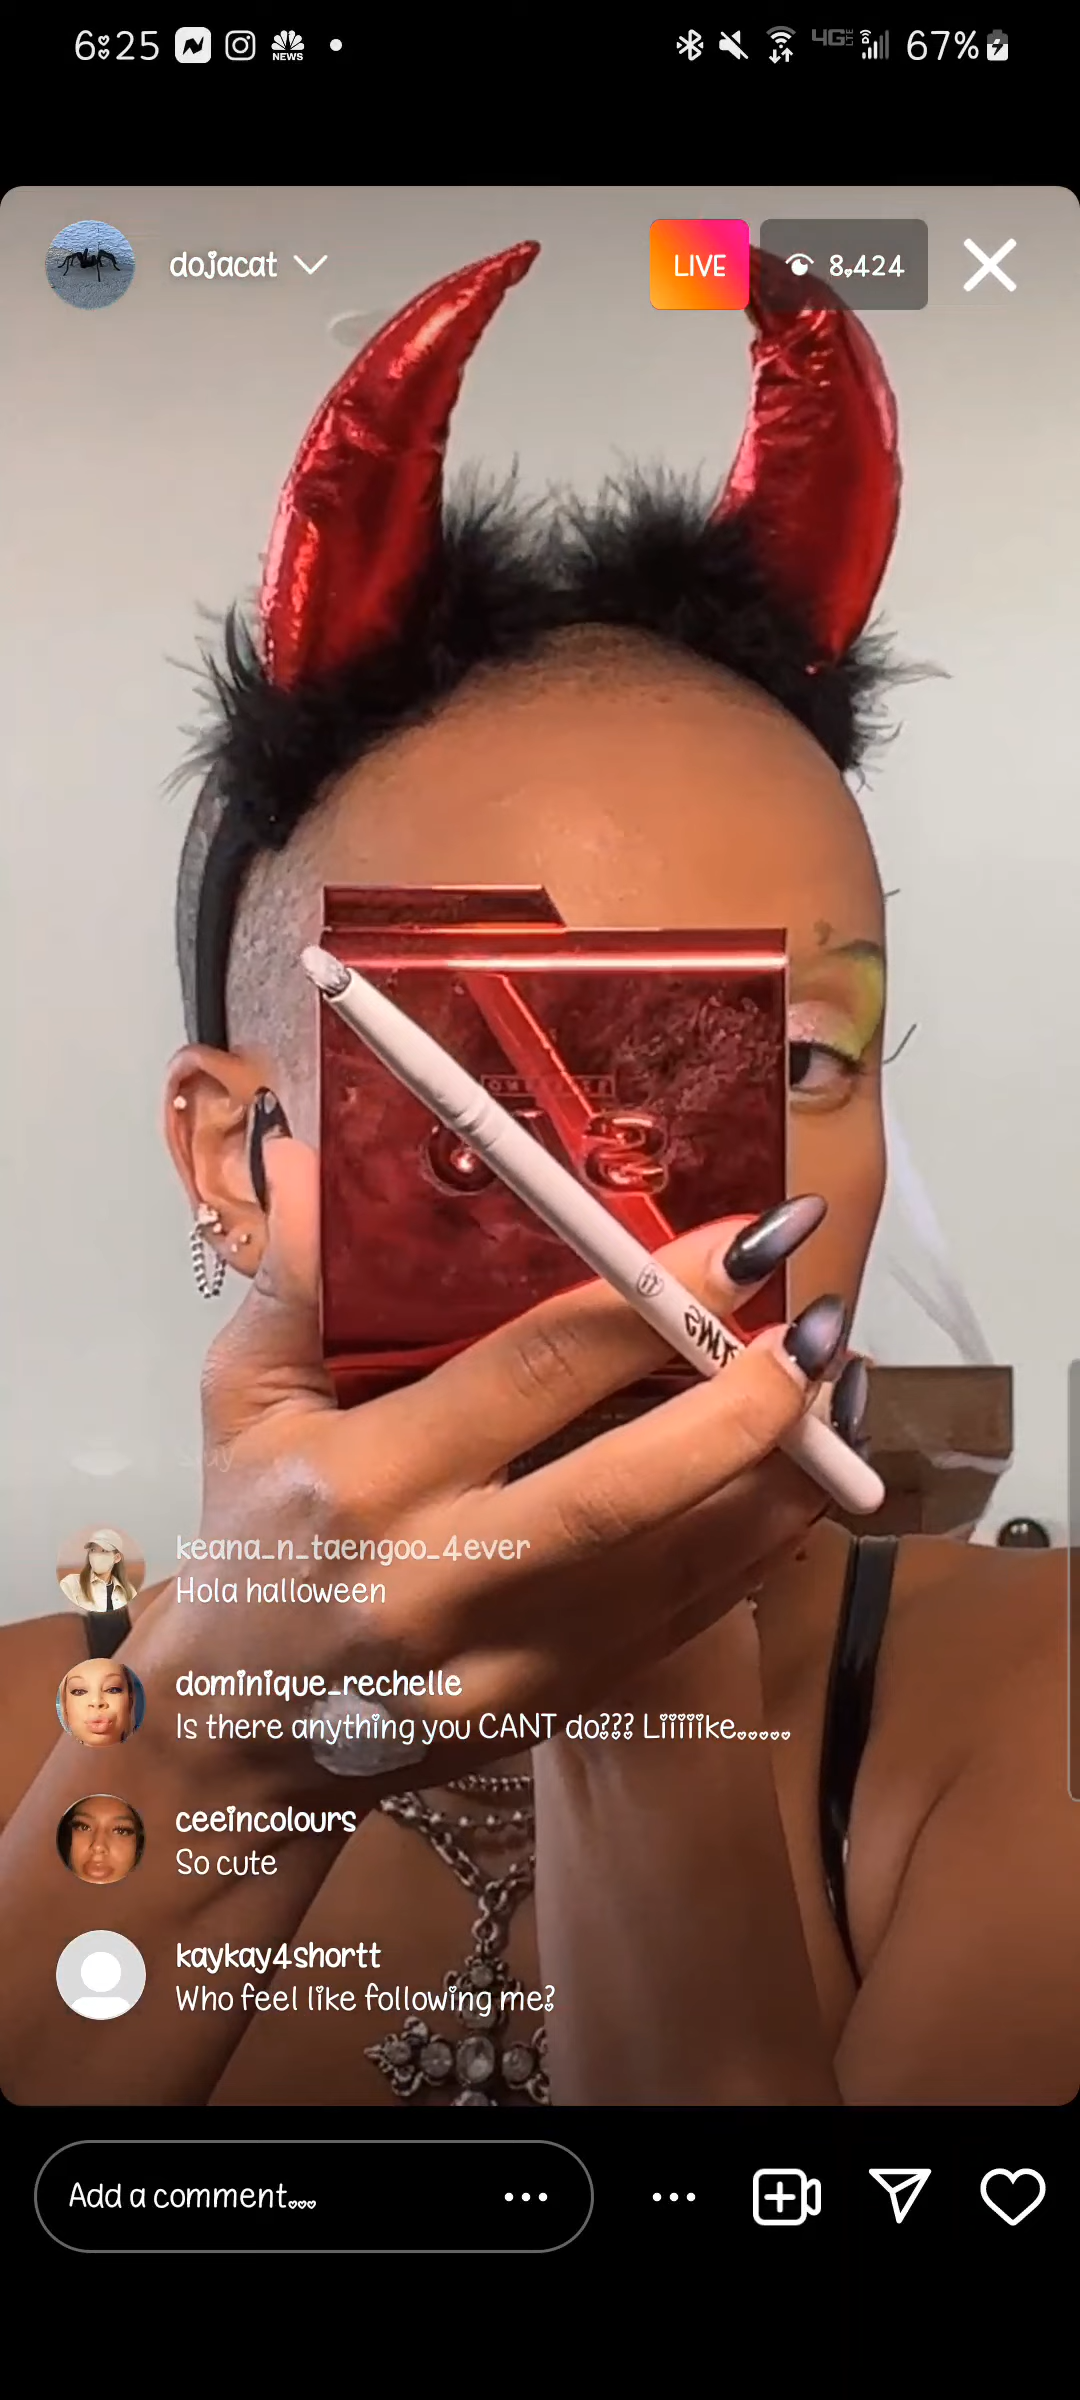 6:25
NEWS
4G LTE
67%
dojacat
LIVE
8,424
keana_n_taengoo_4ever
Hola halloween
dominique_rechelle
Is there anything you CANT do??? Liiiiike.....
ceeincolours
So cute
kaykay4shortt
Who feel like following me?
Add a comment...